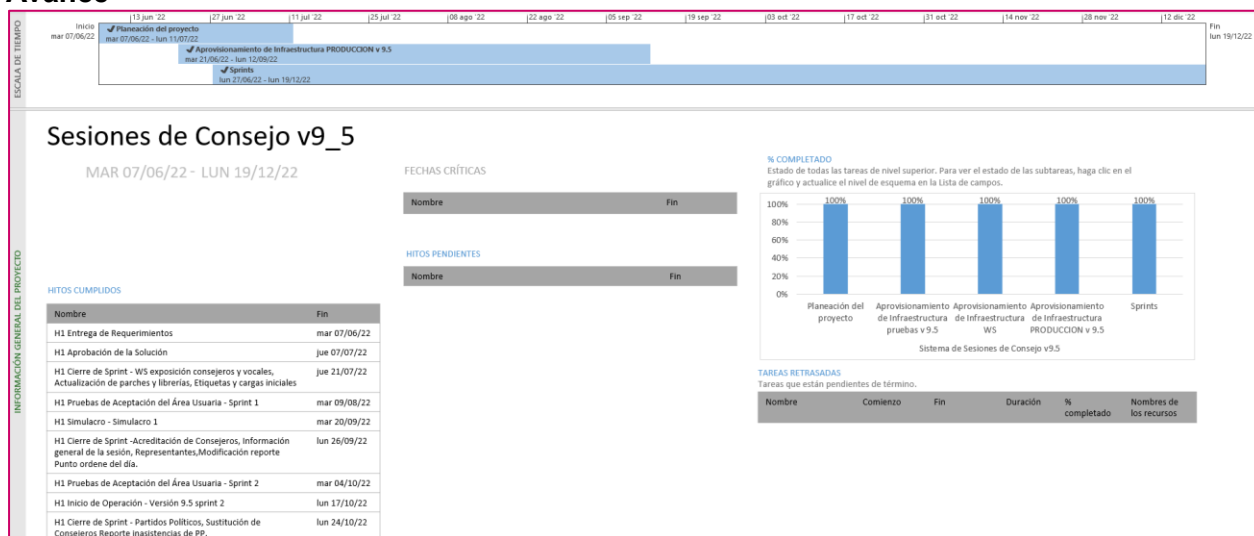 Avance
ESCALA DE TIEMPO
13 jun '22 27 jun '22 11 jul '22 25 jul '22 08 ago '22 22 ago '22 05 sep '22 19 sep '22 03 oct '22 17 oct '22 31 oct '22 14 nov '22 28 nov '22 12 dic '22
Inicio
mar 07/06/22
Planeación del proyecto
mar 07/06/22 - lun 11/07/22
Aprovisionamiento de Infraestructura PRODUCCION v 9.5
mar 21/06/22 - lun 12/09/22
Sprints
lun 27/06/22 - lun 19/12/22
Fin
lun 19/12/22
INFORMACIÓN GENERAL DEL PROYECTO
Sesiones de Consejo v9_5
MAR 07/06/22 - LUN 19/12/22
HITOS CUMPLIDOS
Nombre Fin
H1 Entrega de Requerimientos mar 07/06/22
H1 Aprobación de la Solución jue 07/07/22
H1 Cierre de Sprint - WS exposición consejeros y vocales, jue 21/07/22
Actualización de parches y librerías, Etiquetas y cargas iniciales
H1 Pruebas de Aceptación del Área Usuaria - Sprint 1 mar 09/08/22
H1 Simulacro - Simulacro 1 mar 20/09/22
H1 Cierre de Sprint -Acreditación de Consejeros, Información lun 26/09/22
general de la sesión, Representantes,Modificación reporte
Punto ordene del día.
H1 Pruebas de Aceptación del Área Usuaria - Sprint 2 mar 04/10/22
H1 Inicio de Operación - Versión 9.5 sprint 2 lun 17/10/22
H1 Cierre de Sprint - Partidos Políticos, Sustitución de lun 24/10/22
Consejeros Reporte inasistencias de PP.
FECHAS CRÍTICAS
Nombre Fin
HITOS PENDIENTES
Nombre Fin
% COMPLETADO
Estado de todas las tareas de nivel superior. Para ver el estado de las subtareas, haga clic en el
gráfico y actualice el nivel de esquema en la Lista de campos.
100% 100% 100% 100% 100%
100%
80%
60%
40%
20%
0%
Planeación del Aprovisionamiento Aprovisionamiento Aprovisionamiento Sprints
proyecto de Infraestructura de Infraestructura de Infraestructura
pruebas v 9.5 WS PRODUCCION v 9.5
Sistema de Sesiones de Consejo v9.5
TAREAS RETRASADAS
Tareas que están pendientes de término.
Nombre Comienzo Fin Duración % Nombres de
completado los recursos